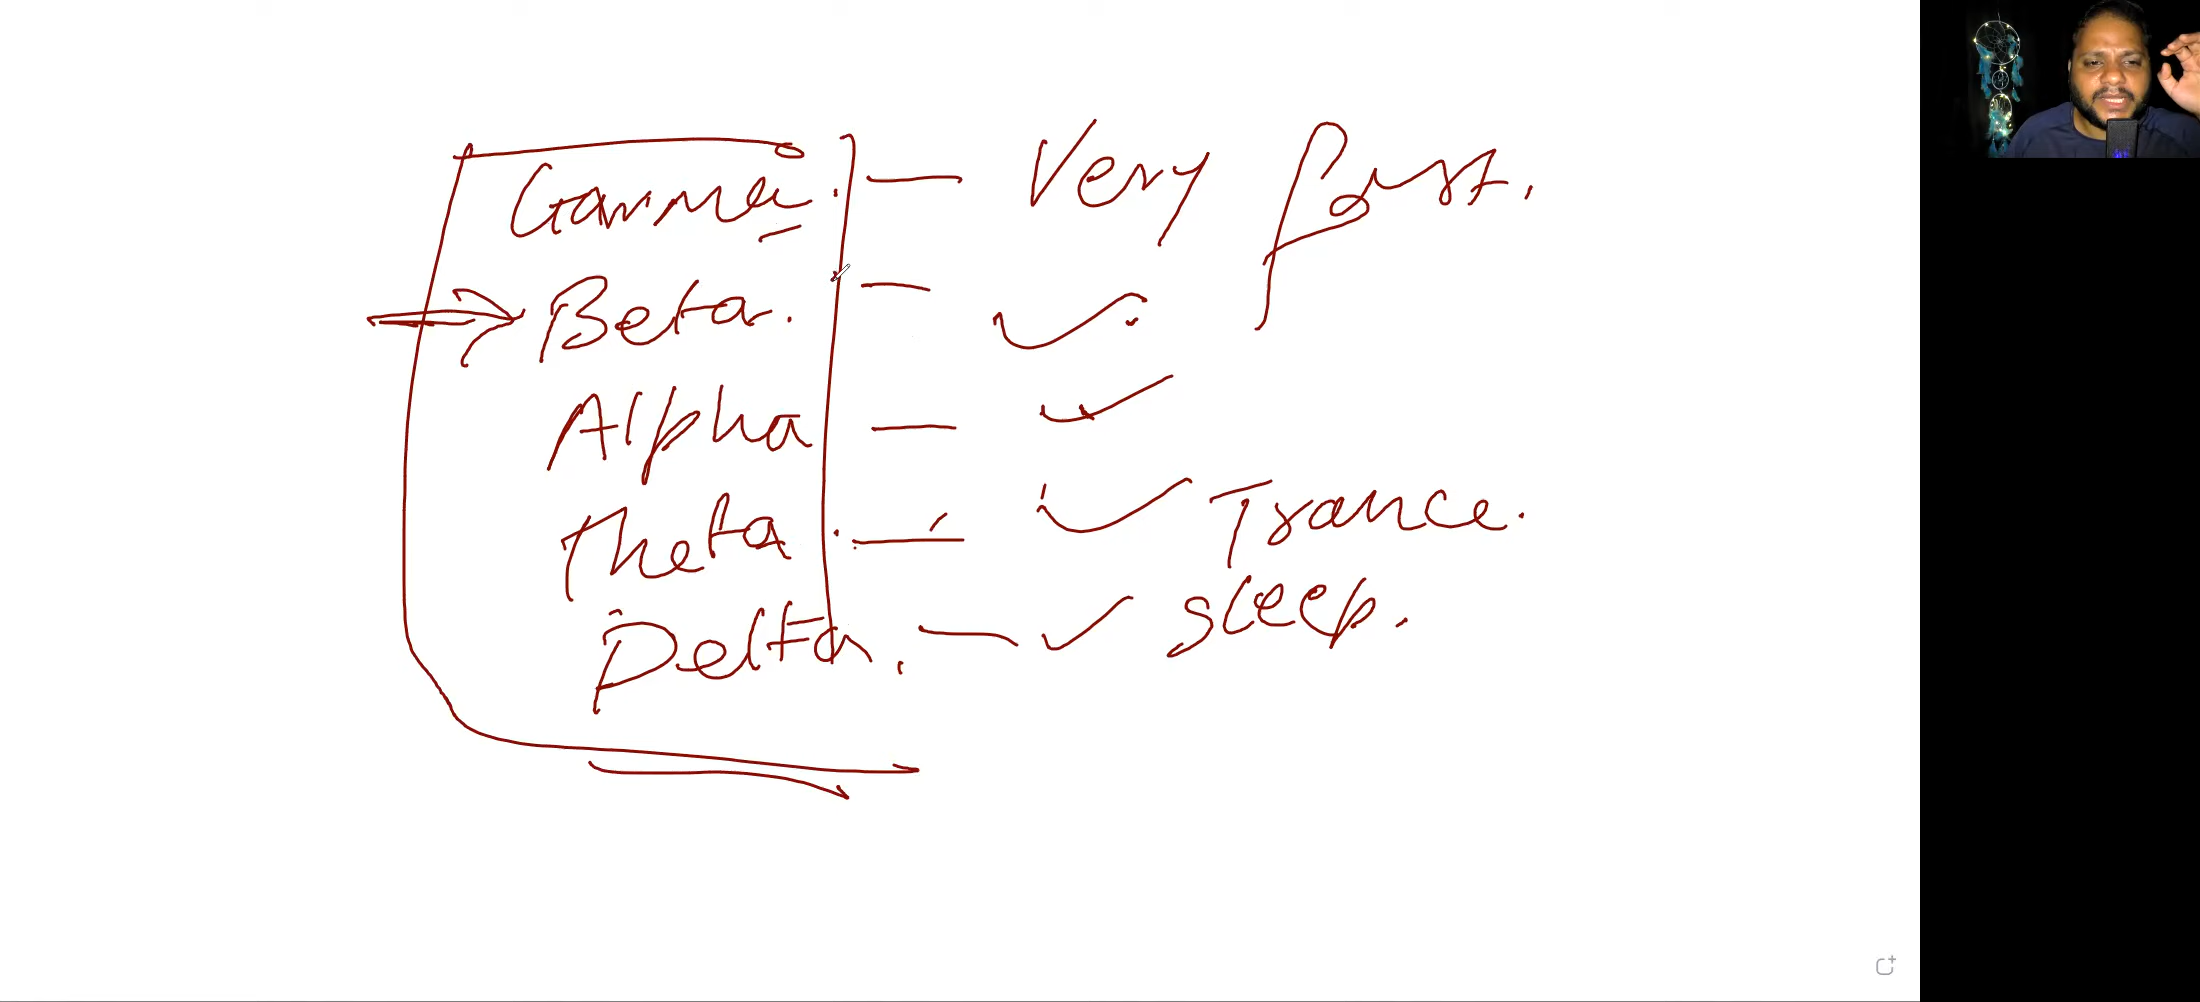 Gamma. — Very fast.
Beta. —
Alpha —
Theta. — Trance.
Delta. — Sleep.